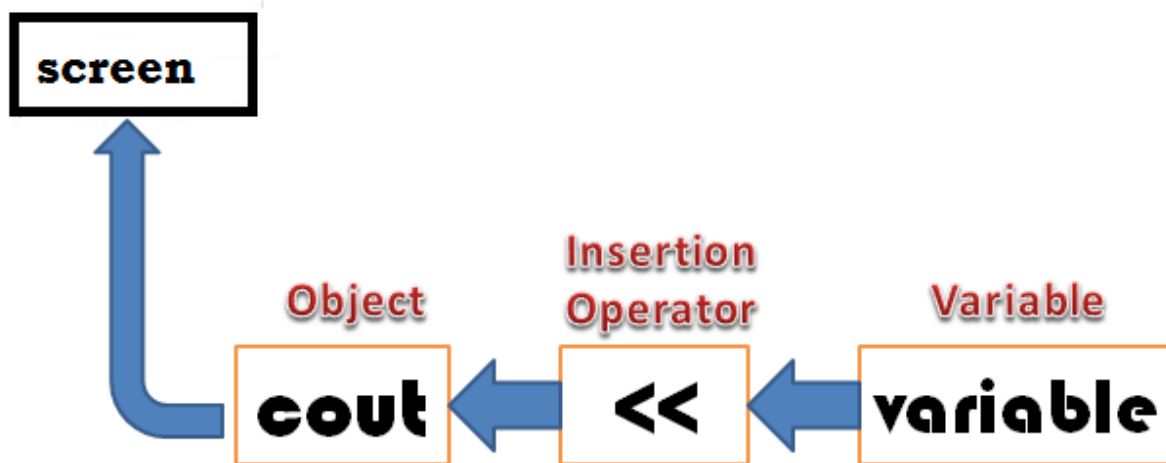 screen
Insertion
Object Operator Variable
cout << variable